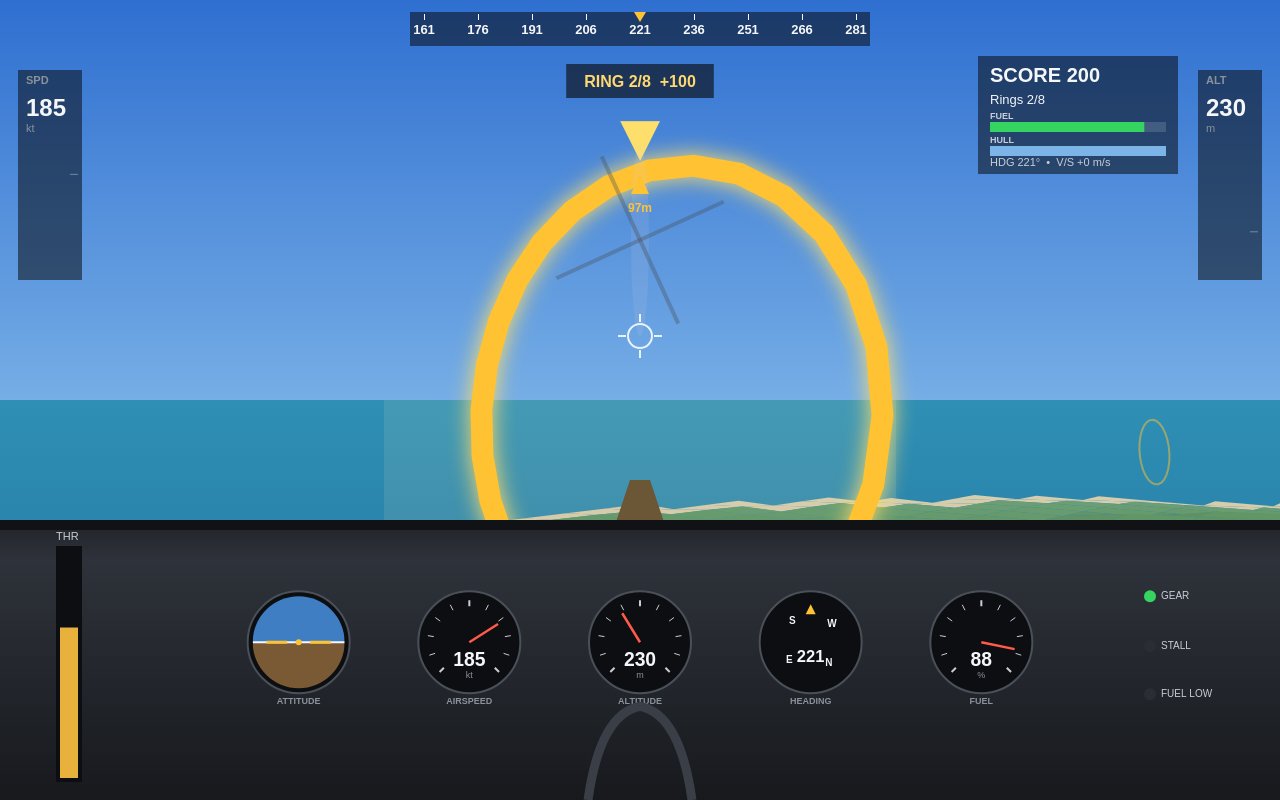 161 176 191 206 221 236 251 266 281
RING 2/8 +100
SPD
185
kt
SCORE 200
Rings 2/8
FUEL
HULL
HDG 221° • V/S +0 m/s
ALT
230
m
97m
THR
185
kt
230
m
S W
E 221 N
88
%
ATTITUDE
AIRSPEED
ALTITUDE
HEADING
FUEL
GEAR
STALL
FUEL LOW